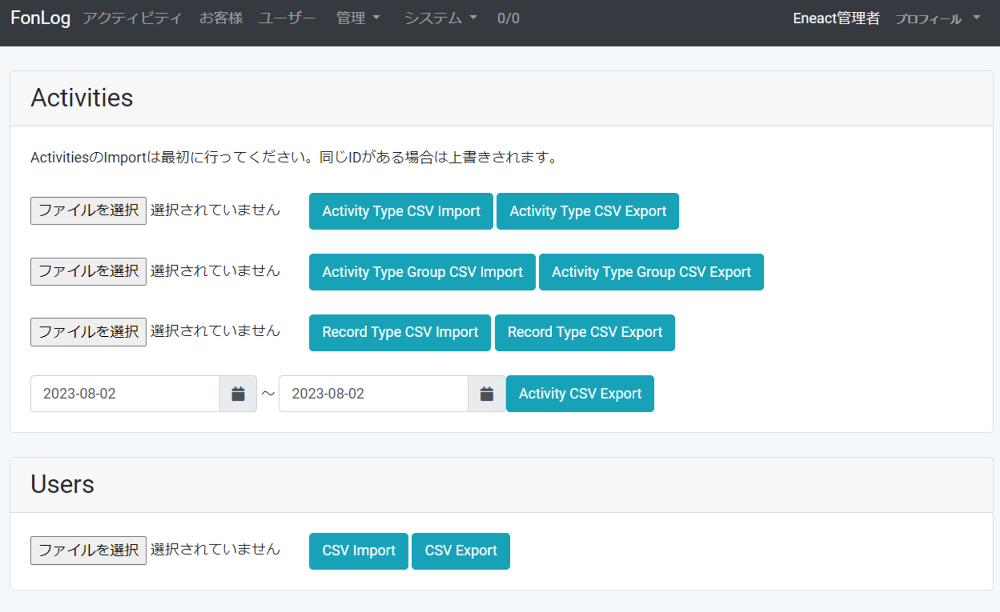 FonLog アクティビティ お客様 ユーザー 管理 システム 0/0 Eneact管理者 プロフィール
Activities
ActivitiesのImportは最初に行ってください。同じIDがある場合は上書きされます。
ファイルを選択 選択されていません Activity Type CSV Import Activity Type CSV Export
ファイルを選択 選択されていません Activity Type Group CSV Import Activity Type Group CSV Export
ファイルを選択 選択されていません Record Type CSV Import Record Type CSV Export
2023-08-02 ～ 2023-08-02 Activity CSV Export
Users
ファイルを選択 選択されていません CSV Import CSV Export